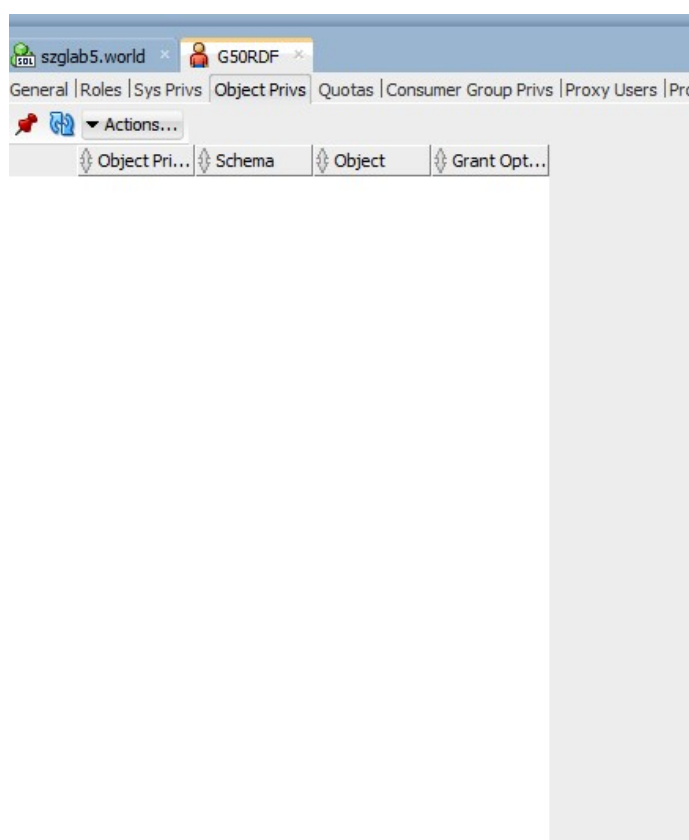 szglab5.world G50RDF
General Roles Sys Privs Object Privs Quotas Consumer Group Privs Proxy Users Pro
Actions...
Object Pri... Schema Object Grant Opt...